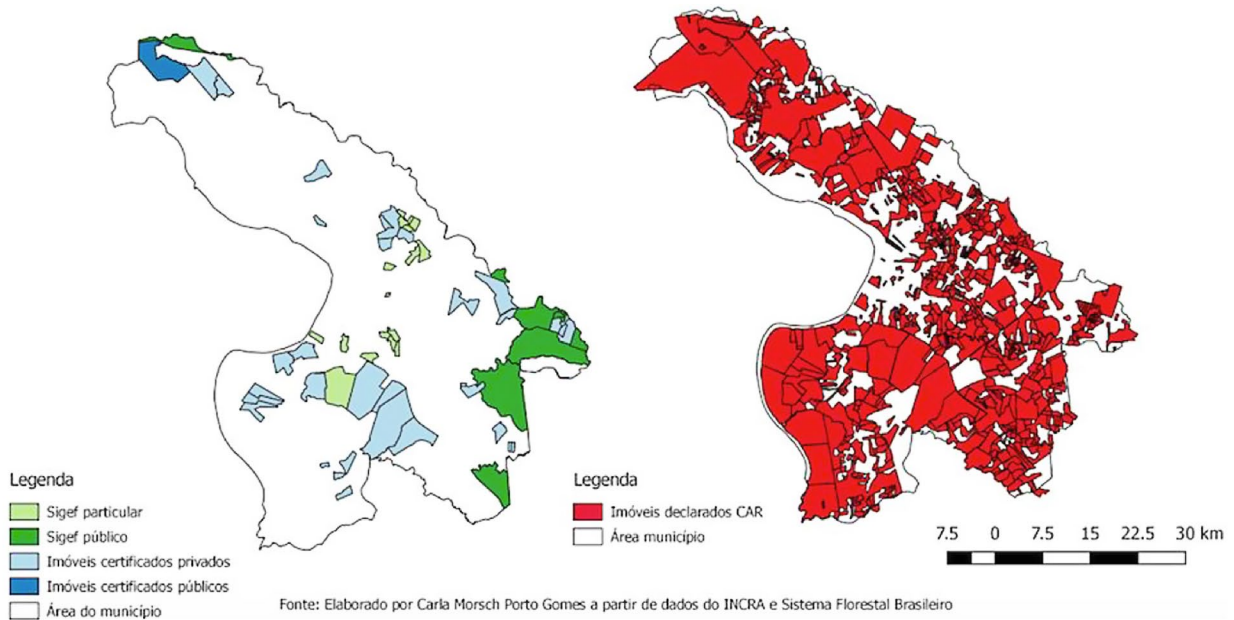 Legenda
Sigef particular
Sigef público
Imóveis certificados privados
Imóveis certificados públicos
Área do município
Legenda
Imóveis declarados CAR
Área município
7.5 0 7.5 15 22.5 30 km
Fonte: Elaborado por Carla Morsch Porto Gomes a partir de dados do INCRA e Sistema Florestal Brasileiro